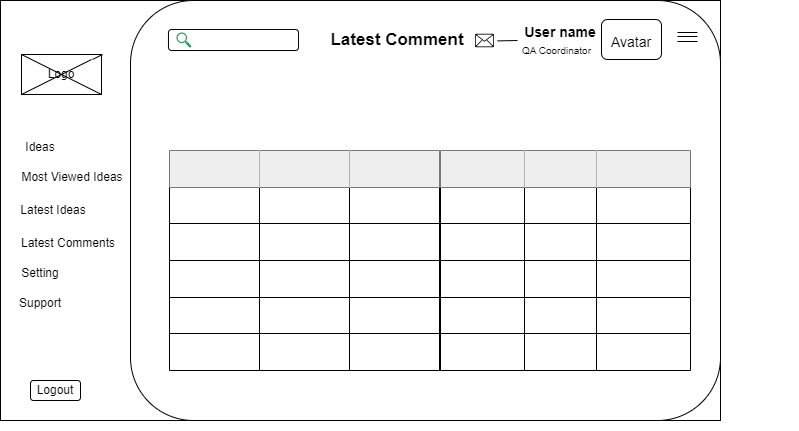 Latest Comment
User name
QA Coordinator
Avatar
Logo
Ideas
Most Viewed Ideas
Latest Ideas
Latest Comments
Setting
Support
Logout